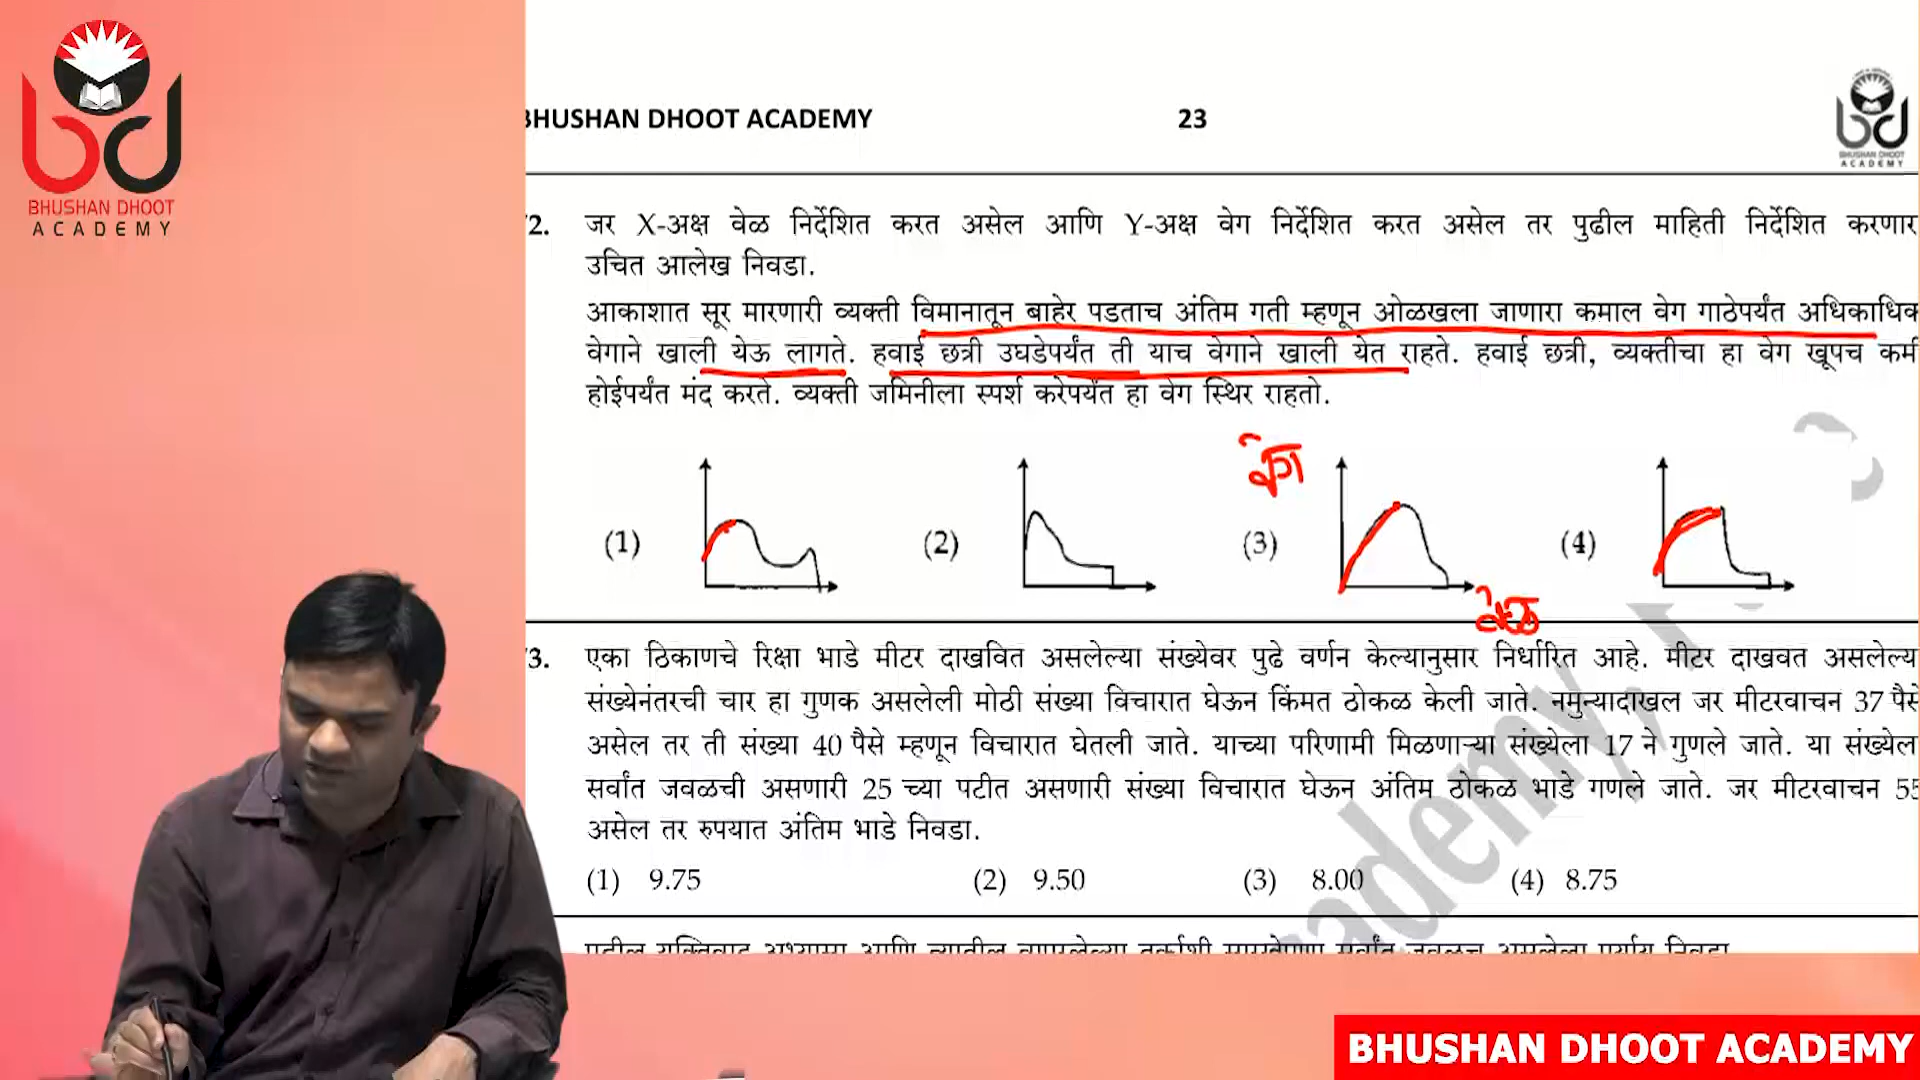 BHUSHAN DHOOT
ACADEMY
BHUSHAN DHOOT ACADEMY 23
BHUSHAN DHOOT
ACADEMY
2. जर X-अक्ष वेळ निर्देशित करत असेल आणि Y-अक्ष वेग निर्देशित करत असेल तर पुढील माहिती निर्देशित करणार
उचित आलेख निवडा.
आकाशात सूर मारणारी व्यक्ती विमानातून बाहेर पडताच अंतिम गती म्हणून ओळखला जाणारा कमाल वेग गाठेपर्यंत अधिकाधिक
वेगाने खाली येऊ लागते. हवाई छत्री उघडेपर्यंत ती याच वेगाने खाली येत राहते. हवाई छत्री, व्यक्तीचा हा वेग खूपच कमी
होईपर्यंत मंद करते. व्यक्ती जमिनीला स्पर्श करेपर्यंत हा वेग स्थिर राहतो.
वेग
(1) (2) (3) (4)
वेळ
3. एका ठिकाणचे रिक्षा भाडे मीटर दाखवित असलेल्या संख्येवर पुढे वर्णन केल्यानुसार निर्धारित आहे. मीटर दाखवत असलेल्य
संख्येनंतरची चार हा गुणक असलेली मोठी संख्या विचारात घेऊन किंमत ठोकळ केली जाते. नमुन्यादाखल जर मीटरवाचन 37 पैसे
असेल तर ती संख्या 40 पैसे म्हणून विचारात घेतली जाते. याच्या परिणामी मिळणाऱ्या संख्येला 17 ने गुणले जाते. या संख्येल
सर्वांत जवळची असणारी 25 च्या पटीत असणारी संख्या विचारात घेऊन अंतिम ठोकळ भाडे गणले जाते. जर मीटरवाचन 55
असेल तर रुपयात अंतिम भाडे निवडा.
(1) 9.75 (2) 9.50 (3) 8.00 (4) 8.75
BHUSHAN DHOOT ACADEMY